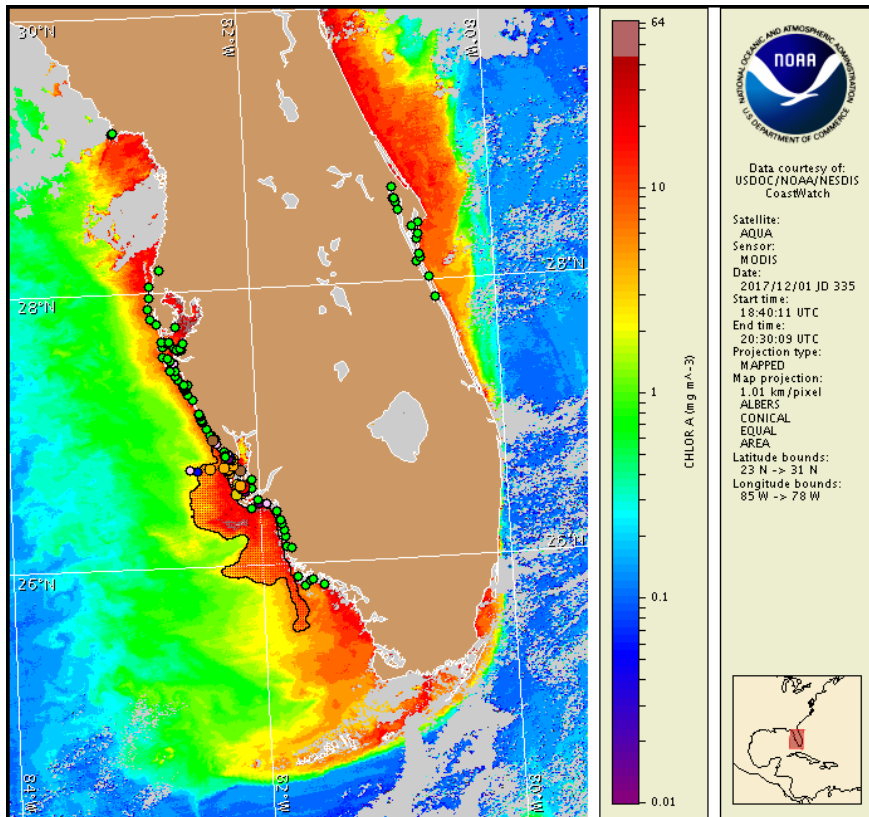 30°N
82°W
80°W
28°N
28°N
26°N
26°N
84°W
82°W
80°W
64
10
1
0.1
0.01
CHLOR A (mg m^-3)
NATIONAL OCEANIC AND ATMOSPHERIC ADMINISTRATION
NOAA
U.S. DEPARTMENT OF COMMERCE
Data courtesy of:
USDOC/NOAA/NESDIS
CoastWatch
Satellite:
AQUA
Sensor:
MODIS
Date:
2017/12/01 JD 335
Start time:
18:40:11 UTC
End time:
20:30:09 UTC
Projection type:
MAPPED
Map projection:
1.01 km/pixel
ALBERS
CONICAL
EQUAL
AREA
Latitude bounds:
23 N -> 31 N
Longitude bounds:
85 W -> 78 W